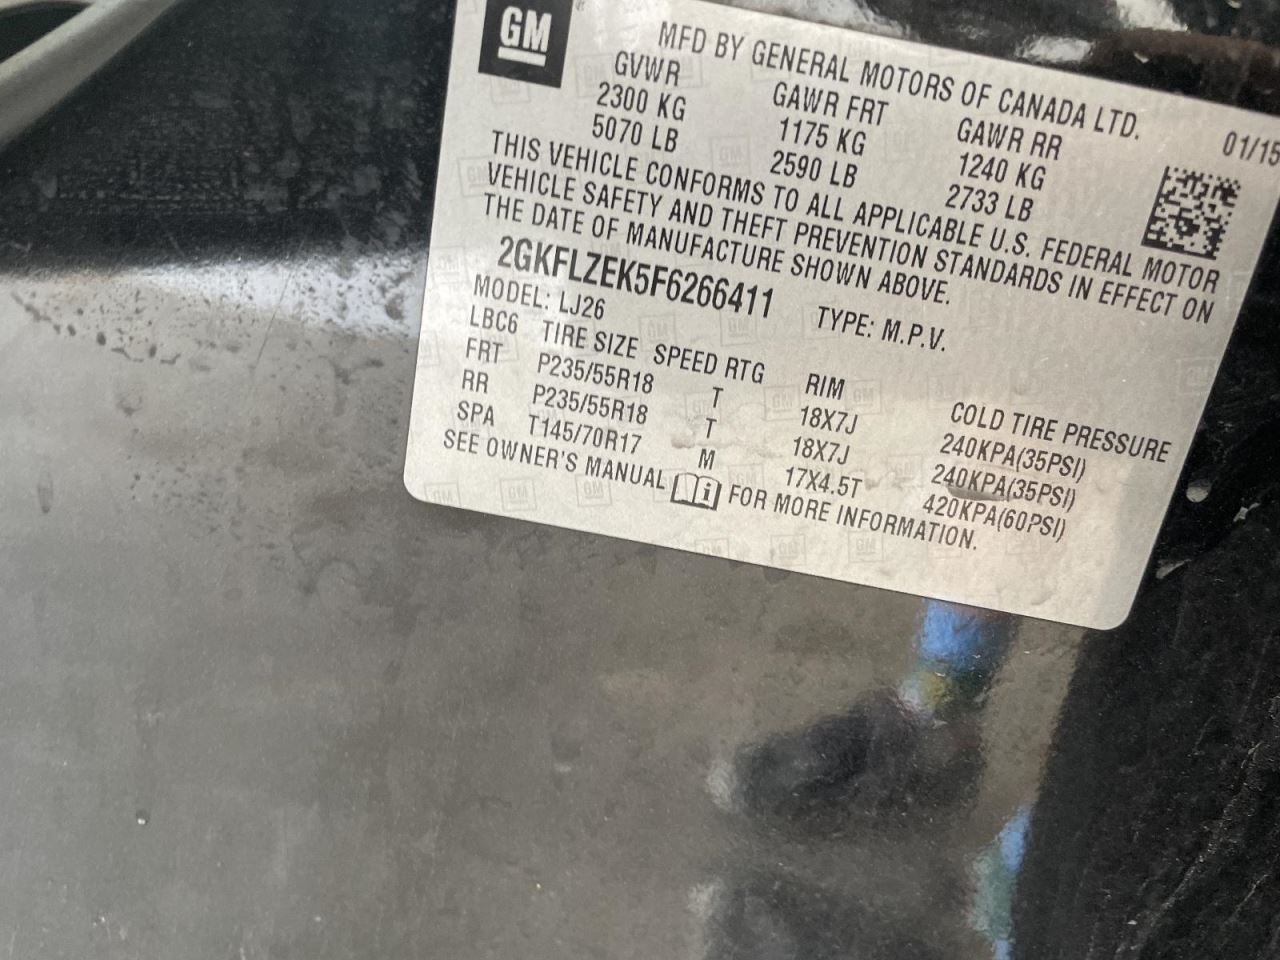 GM
MFD BY GENERAL MOTORS OF CANADA LTD.
GVWR GAWR FRT GAWR RR 01/15
2300 KG 1175 KG 1240 KG
5070 LB 2590 LB 2733 LB
THIS VEHICLE CONFORMS TO ALL APPLICABLE U.S. FEDERAL MOTOR
VEHICLE SAFETY AND THEFT PREVENTION STANDARDS IN EFFECT ON
THE DATE OF MANUFACTURE SHOWN ABOVE.
2GKFLZEK5F6266411 TYPE: M.P.V.
MODEL: LJ26
LBC6 TIRE SIZE SPEED RTG RIM COLD TIRE PRESSURE
FRT P235/55R18 T 18X7J 240KPA(35PSI)
RR P235/55R18 T 18X7J 240KPA(35PSI)
SPA T145/70R17 M 17X4.5T 420KPA(60PSI)
SEE OWNER'S MANUAL i FOR MORE INFORMATION.